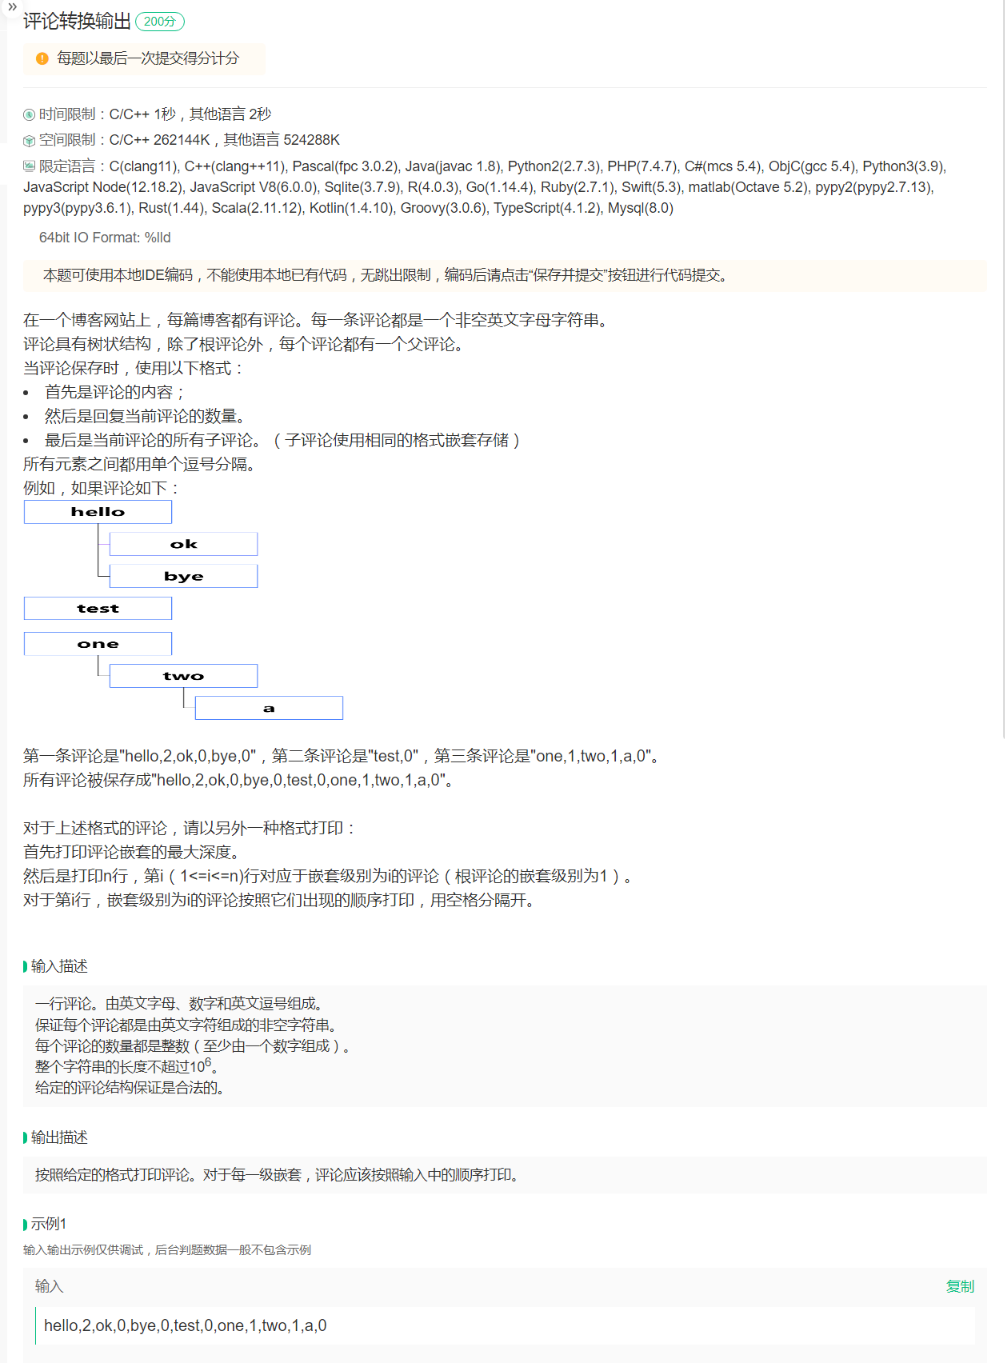 »
评论转换输出 200分
! 每题以最后一次提交得分计分
时间限制：C/C++ 1秒，其他语言 2秒
空间限制：C/C++ 262144K，其他语言 524288K
限定语言：C(clang11), C++(clang++11), Pascal(fpc 3.0.2), Java(javac 1.8), Python2(2.7.3), PHP(7.4.7), C#(mcs 5.4), ObjC(gcc 5.4), Python3(3.9),
JavaScript Node(12.18.2), JavaScript V8(6.0.0), Sqlite(3.7.9), R(4.0.3), Go(1.14.4), Ruby(2.7.1), Swift(5.3), matlab(Octave 5.2), pypy2(pypy2.7.13),
pypy3(pypy3.6.1), Rust(1.44), Scala(2.11.12), Kotlin(1.4.10), Groovy(3.0.6), TypeScript(4.1.2), Mysql(8.0)
64bit IO Format: %lld
本题可使用本地IDE编码，不能使用本地已有代码，无跳出限制，编码后请点击“保存并提交”按钮进行代码提交。
在一个博客网站上，每篇博客都有评论。每一条评论都是一个非空英文字母字符串。
评论具有树状结构，除了根评论外，每个评论都有一个父评论。
当评论保存时，使用以下格式：
• 首先是评论的内容；
• 然后是回复当前评论的数量。
• 最后是当前评论的所有子评论。（子评论使用相同的格式嵌套存储）
所有元素之间都用单个逗号分隔。
例如，如果评论如下：
hello
ok
bye
test
one
two
a
第一条评论是"hello,2,ok,0,bye,0"，第二条评论是"test,0"，第三条评论是"one,1,two,1,a,0"。
所有评论被保存成"hello,2,ok,0,bye,0,test,0,one,1,two,1,a,0"。
对于上述格式的评论，请以另外一种格式打印：
首先打印评论嵌套的最大深度。
然后是打印n行，第i（1<=i<=n)行对应于嵌套级别为i的评论（根评论的嵌套级别为1）。
对于第i行，嵌套级别为i的评论按照它们出现的顺序打印，用空格分隔开。
输入描述
一行评论。由英文字母、数字和英文逗号组成。
保证每个评论都是由英文字符组成的非空字符串。
每个评论的数量都是整数（至少由一个数字组成）。
整个字符串的长度不超过10^6。
给定的评论结构保证是合法的。
输出描述
按照给定的格式打印评论。对于每一级嵌套，评论应该按照输入中的顺序打印。
示例1
输入输出示例仅供调试，后台判题数据一般不包含示例
输入 复制
hello,2,ok,0,bye,0,test,0,one,1,two,1,a,0